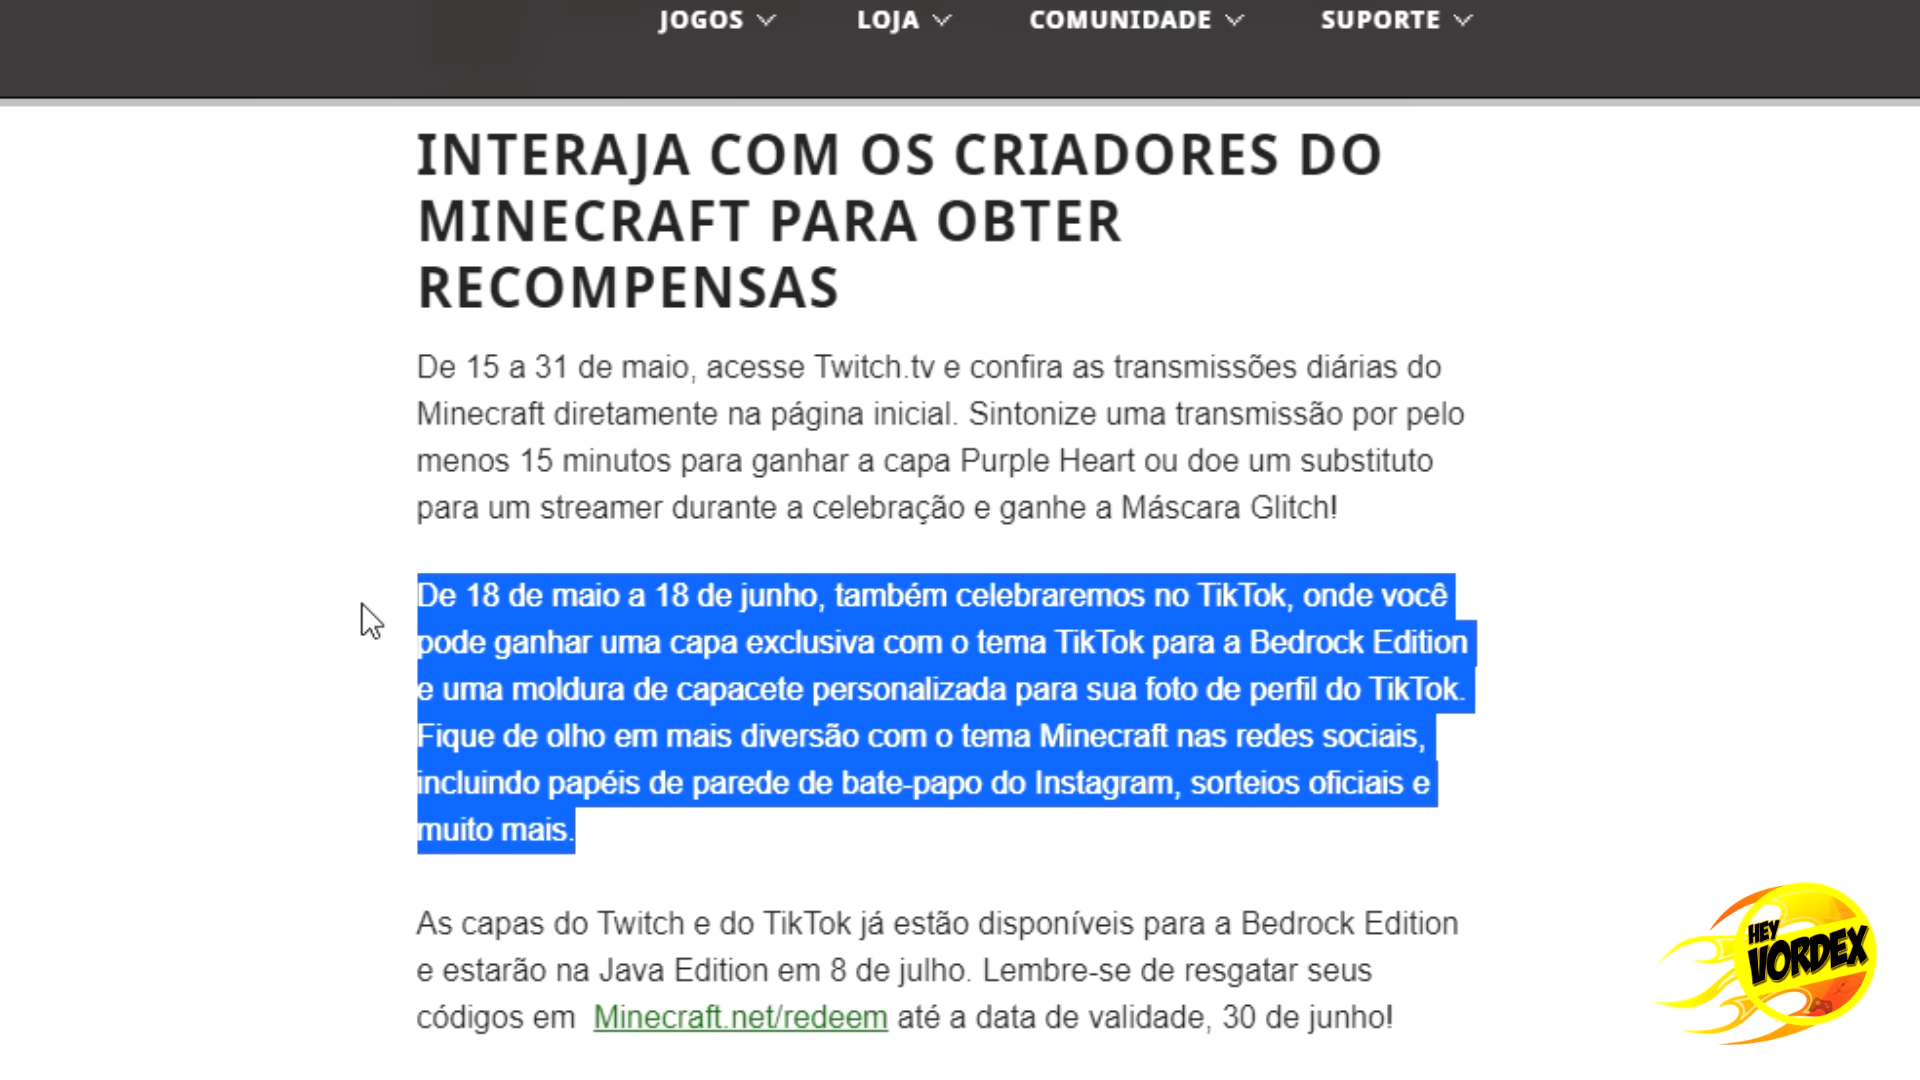 JOGOS LOJA COMUNIDADE SUPORTE
INTERAJA COM OS CRIADORES DO
MINECRAFT PARA OBTER
RECOMPENSAS
De 15 a 31 de maio, acesse Twitch.tv e confira as transmissões diárias do
Minecraft diretamente na página inicial. Sintonize uma transmissão por pelo
menos 15 minutos para ganhar a capa Purple Heart ou doe um substituto
para um streamer durante a celebração e ganhe a Máscara Glitch!
De 18 de maio a 18 de junho, também celebraremos no TikTok, onde você
pode ganhar uma capa exclusiva com o tema TikTok para a Bedrock Edition
e uma moldura de capacete personalizada para sua foto de perfil do TikTok.
Fique de olho em mais diversão com o tema Minecraft nas redes sociais,
incluindo papéis de parede de bate-papo do Instagram, sorteios oficiais e
muito mais.
As capas do Twitch e do TikTok já estão disponíveis para a Bedrock Edition
e estarão na Java Edition em 8 de julho. Lembre-se de resgatar seus
códigos em Minecraft.net/redeem até a data de validade, 30 de junho!
HEY
VORDEX